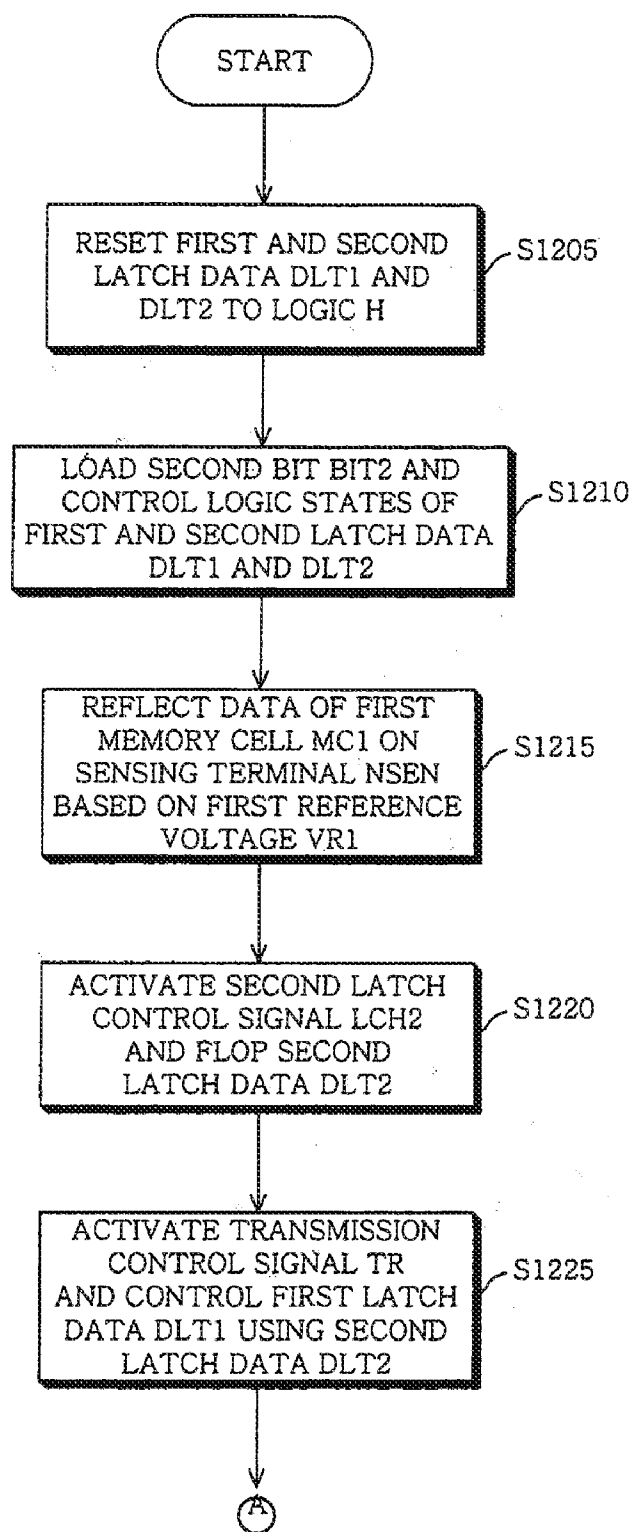 START
RESET FIRST AND SECOND
LATCH DATA DLT1 AND
DLT2 TO LOGIC H
S1205
LOAD SECOND BIT BIT2 AND
CONTROL LOGIC STATES OF
FIRST AND SECOND LATCH DATA
DLT1 AND DLT2
S1210
REFLECT DATA OF FIRST
MEMORY CELL MC1 ON
SENSING TERMINAL NSEN
BASED ON FIRST REFERENCE
VOLTAGE VR1
S1215
ACTIVATE SECOND LATCH
CONTROL SIGNAL LCH2
AND FLOP SECOND
LATCH DATA DLT2
S1220
ACTIVATE TRANSMISSION
CONTROL SIGNAL TR
AND CONTROL FIRST LATCH
DATA DLT1 USING SECOND
LATCH DATA DLT2
S1225
A